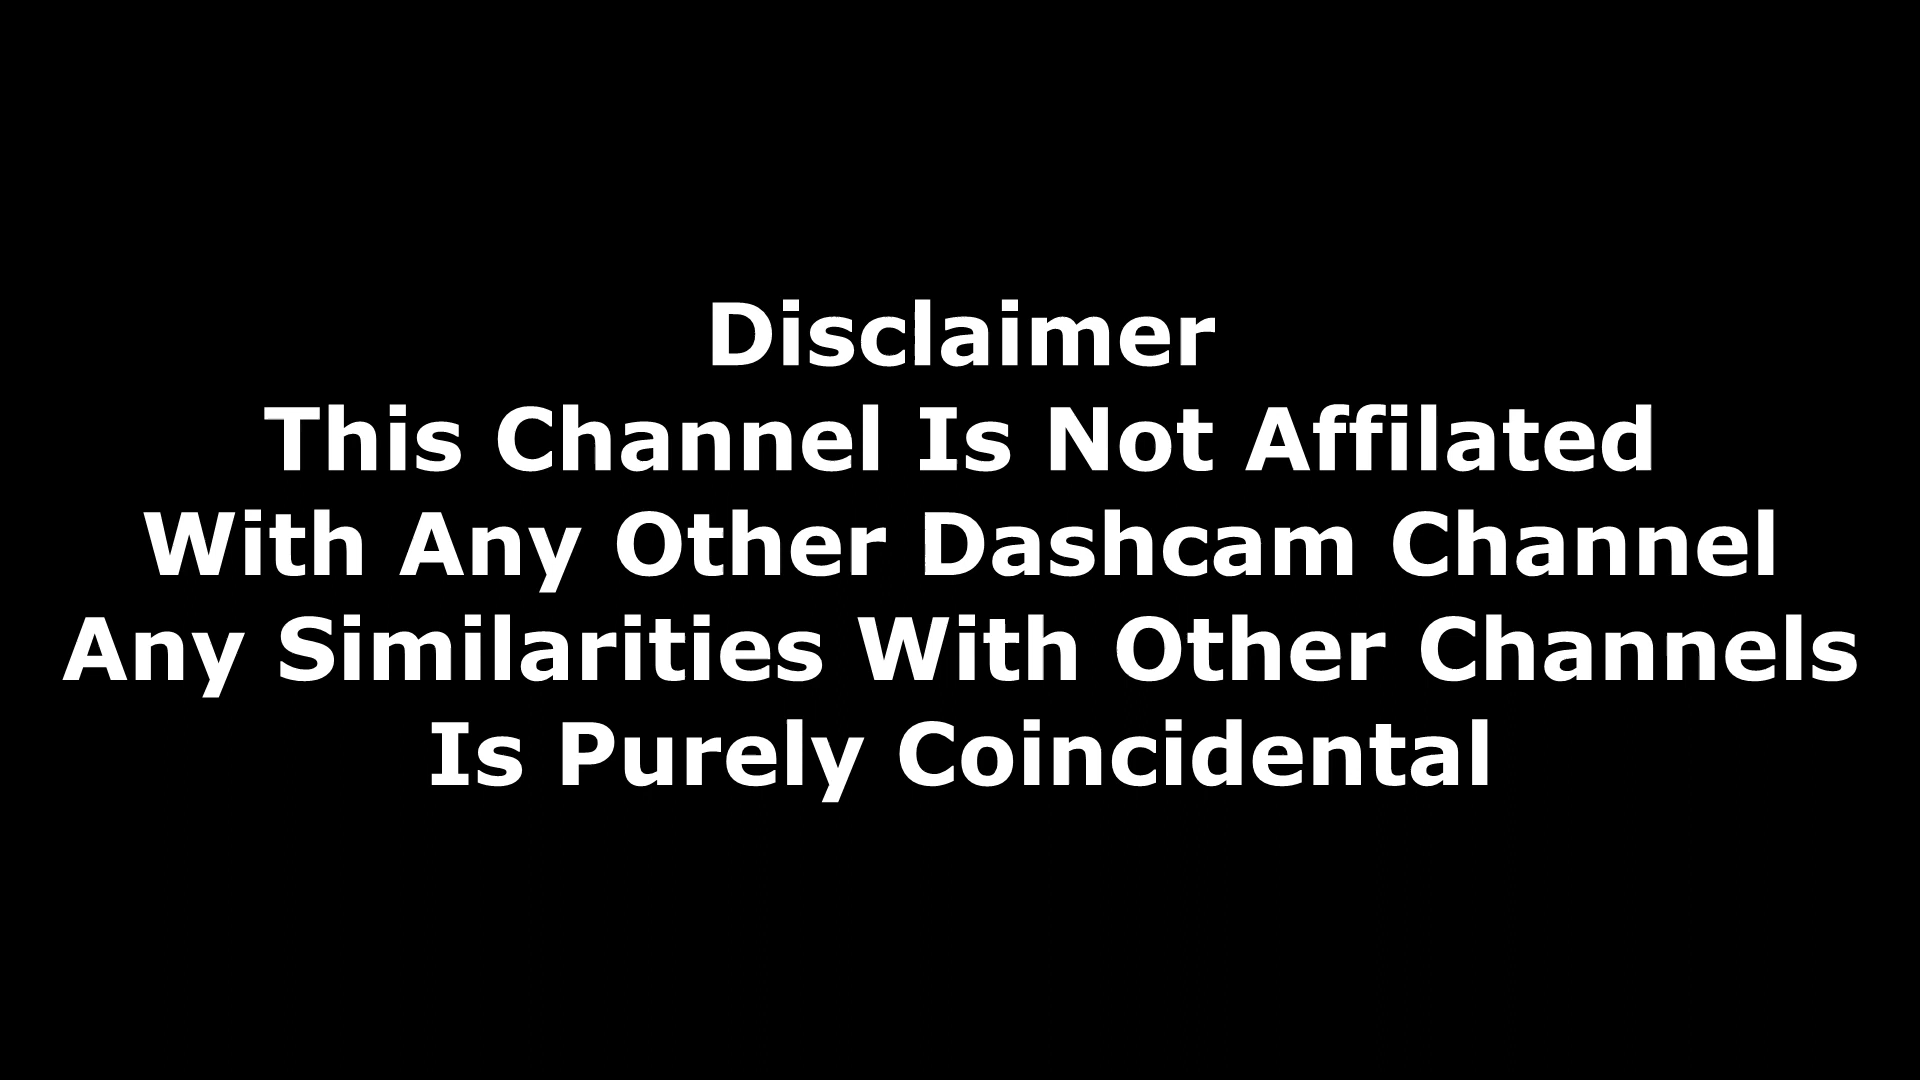 Disclaimer
This Channel Is Not Affilated
With Any Other Dashcam Channel
Any Similarities With Other Channels
Is Purely Coincidental